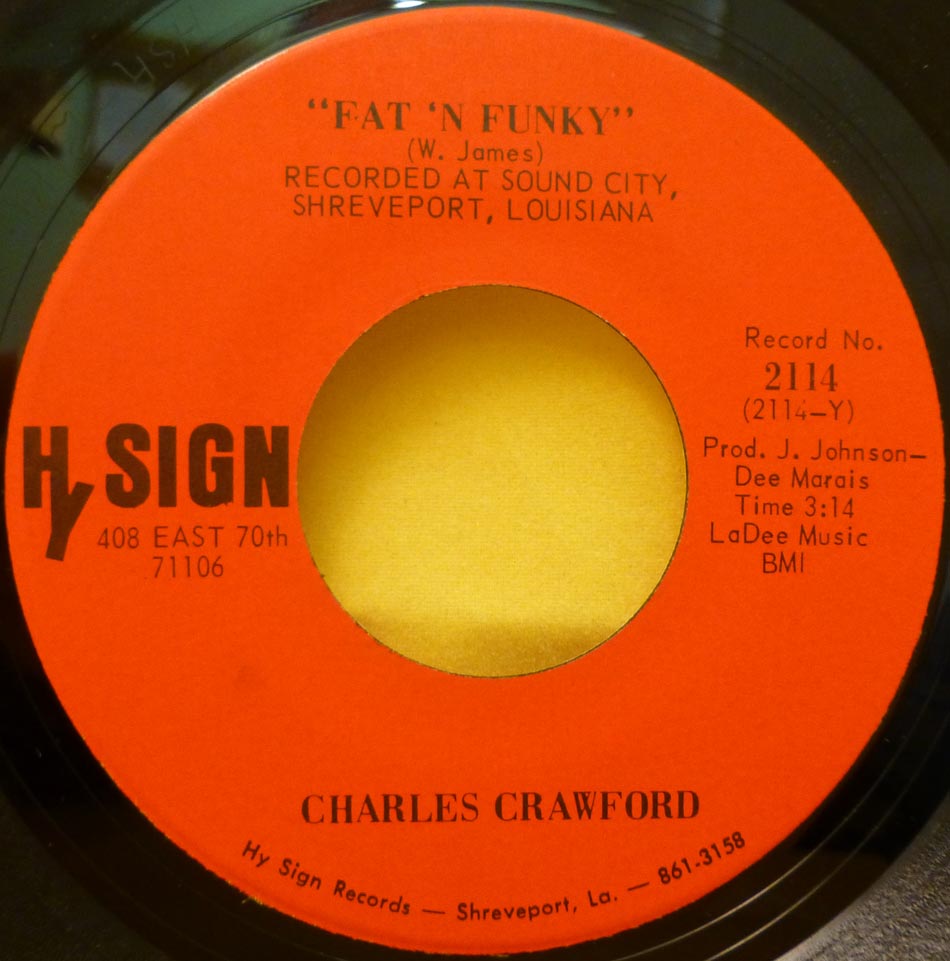 "FAT 'N FUNKY"
(W. James)
RECORDED AT SOUND CITY,
SHREVEPORT, LOUISIANA
Record No.
2114
(2114-Y)
Prod. J. Johnson-
Dee Marais
Time 3:14
LaDee Music
BMI
Hy SIGN
408 EAST 70th
71106
CHARLES CRAWFORD
Hy Sign Records — Shreveport, La. — 861-3158